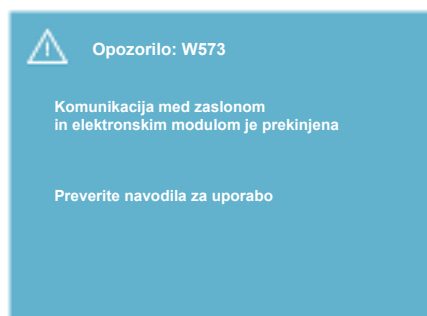 Opozorilo: W573
Komunikacija med zaslonom
in elektronskim modulom je prekinjena
Preverite navodila za uporabo